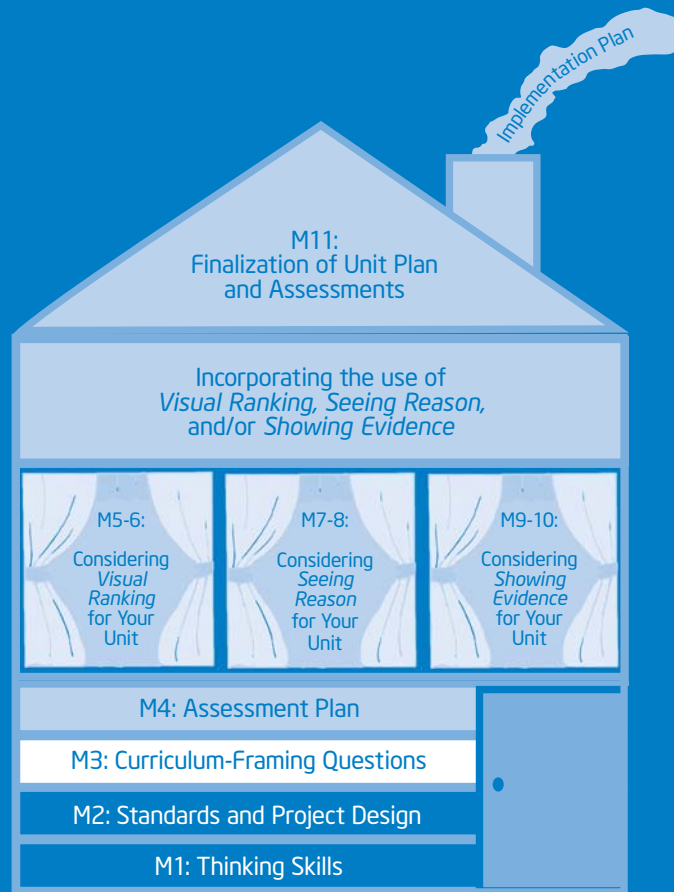 Implementation Plan
M11:
Finalization of Unit Plan
and Assessments
Incorporating the use of
Visual Ranking, Seeing Reason,
and/or Showing Evidence
M5-6:
Considering
Visual
Ranking
for Your
Unit
M7-8:
Considering
Seeing
Reason
for Your
Unit
M9-10:
Considering
Showing
Evidence
for Your
Unit
M4: Assessment Plan
M3: Curriculum-Framing Questions
M2: Standards and Project Design
M1: Thinking Skills